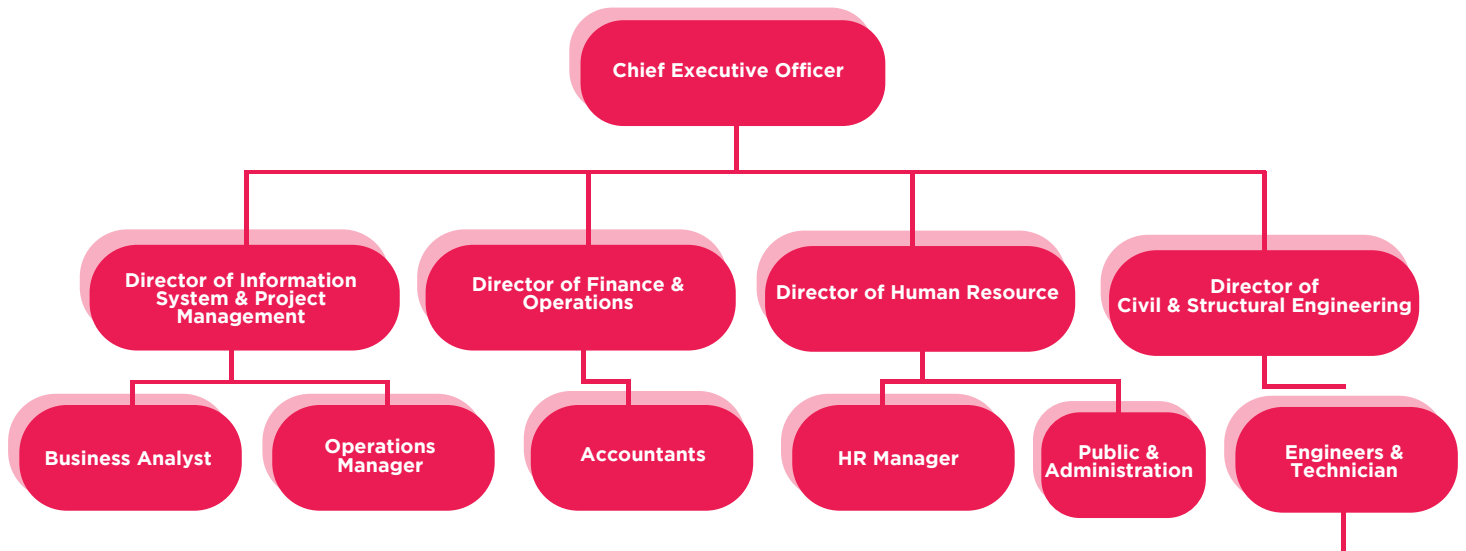 Chief Executive Officer
Director of Information
System & Project
Management
Director of Finance &
Operations
Director of Human Resource
Director of
Civil & Structural Engineering
Business Analyst
Operations
Manager
Accountants
HR Manager
Public &
Administration
Engineers &
Technician